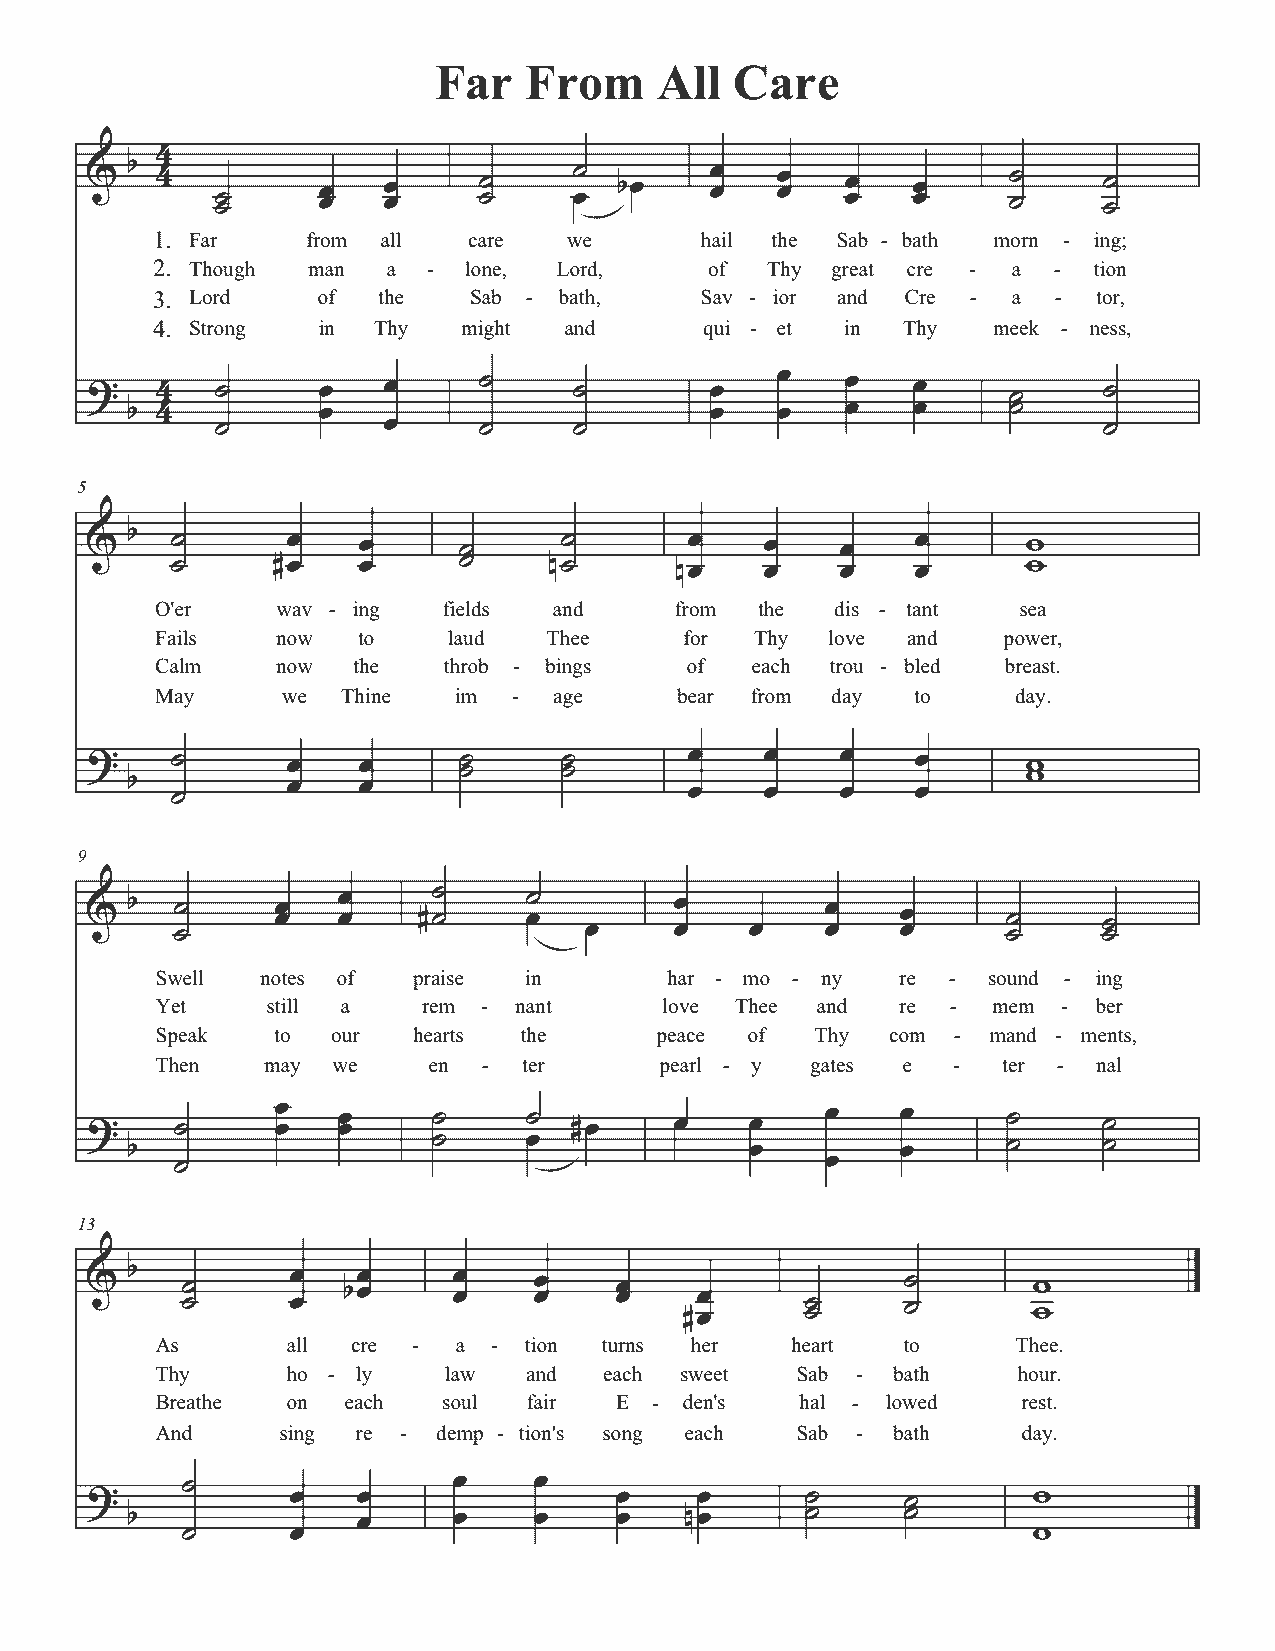 Far From All Care
4
4
1. Far from all care we hail the Sab - bath morn - ing;
2. Though man a - lone, Lord, of Thy great cre - a - tion
3. Lord of the Sab - bath, Sav - ior and Cre - a - tor,
4. Strong in Thy might and qui - et in Thy meek - ness,
4
4
5
O'er wav - ing fields and from the dis - tant sea
Fails now to laud Thee for Thy love and power,
Calm now the throb - bings of each trou - bled breast.
May we Thine im - age bear from day to day.
9
Swell notes of praise in har - mo - ny re - sound - ing
Yet still a rem - nant love Thee and re - mem - ber
Speak to our hearts the peace of Thy com - mand - ments,
Then may we en - ter pearl - y gates e - ter - nal
13
As all cre - a - tion turns her heart to Thee.
Thy ho - ly law and each sweet Sab - bath hour.
Breathe on each soul fair E - den's hal - lowed rest.
And sing re - demp - tion's song each Sab - bath day.